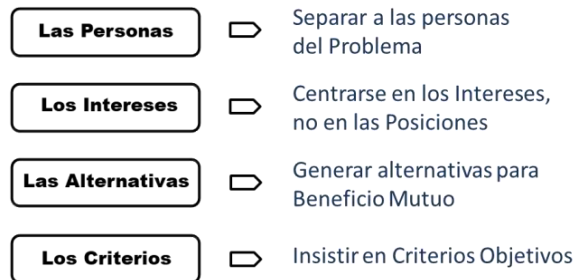 Las Personas
Separar a las personas
del Problema
Los Intereses
Centrarse en los Intereses,
no en las Posiciones
Las Alternativas
Generar alternativas para
Beneficio Mutuo
Los Criterios
Insistir en Criterios Objetivos